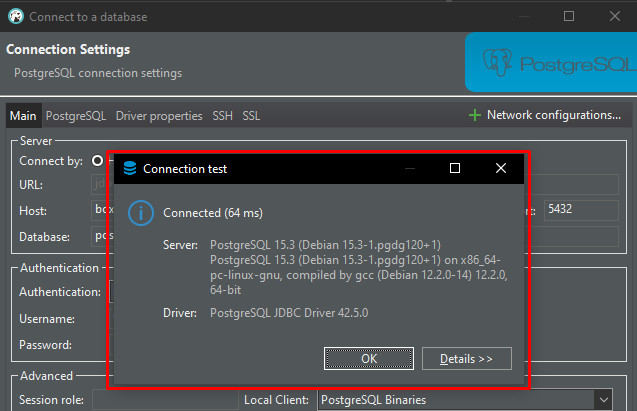 Connect to a database
Connection Settings
PostgreSQL connection settings
PostgreSQL
Main PostgreSQL Driver properties SSH SSL Network configurations...
Server
Connect by:
URL:
Host:
5432
Database:
Connection test
Connected (64 ms)
Server: PostgreSQL 15.3 (Debian 15.3-1.pgdg120+1)
PostgreSQL 15.3 (Debian 15.3-1.pgdg120+1) on x86_64-
pc-linux-gnu, compiled by gcc (Debian 12.2.0-14) 12.2.0,
64-bit
Driver: PostgreSQL JDBC Driver 42.5.0
OK Details >>
Authentication
Authentication:
Username:
Password:
Advanced
Session role: Local Client: PostgreSQL Binaries